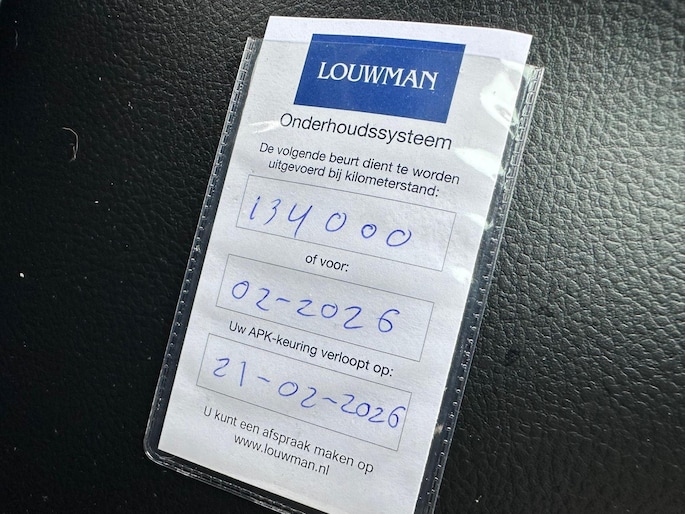 LOUWMAN
Onderhoudssysteem
De volgende beurt dient te worden
uitgevoerd bij kilometerstand:
134000
of voor:
02-2026
Uw APK-keuring verloopt op:
21-02-2026
U kunt een afspraak maken op
www.louwman.nl